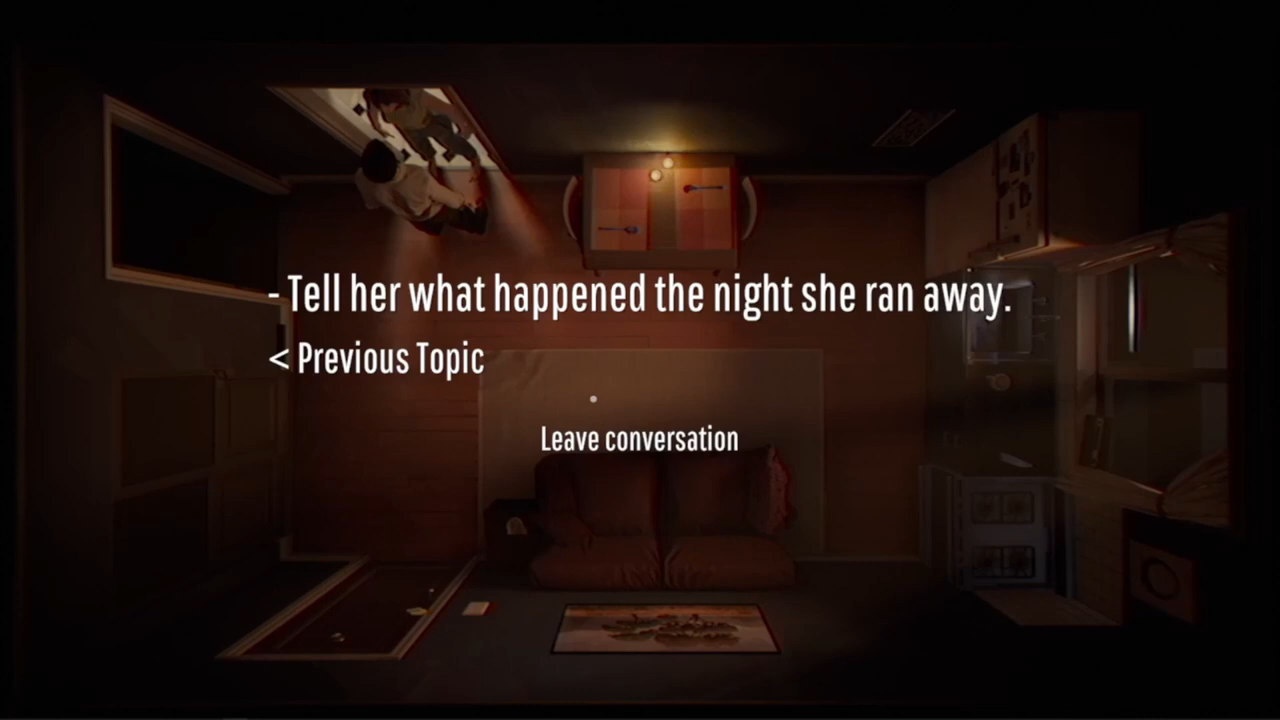 - Tell her what happened the night she ran away.
< Previous Topic
Leave conversation